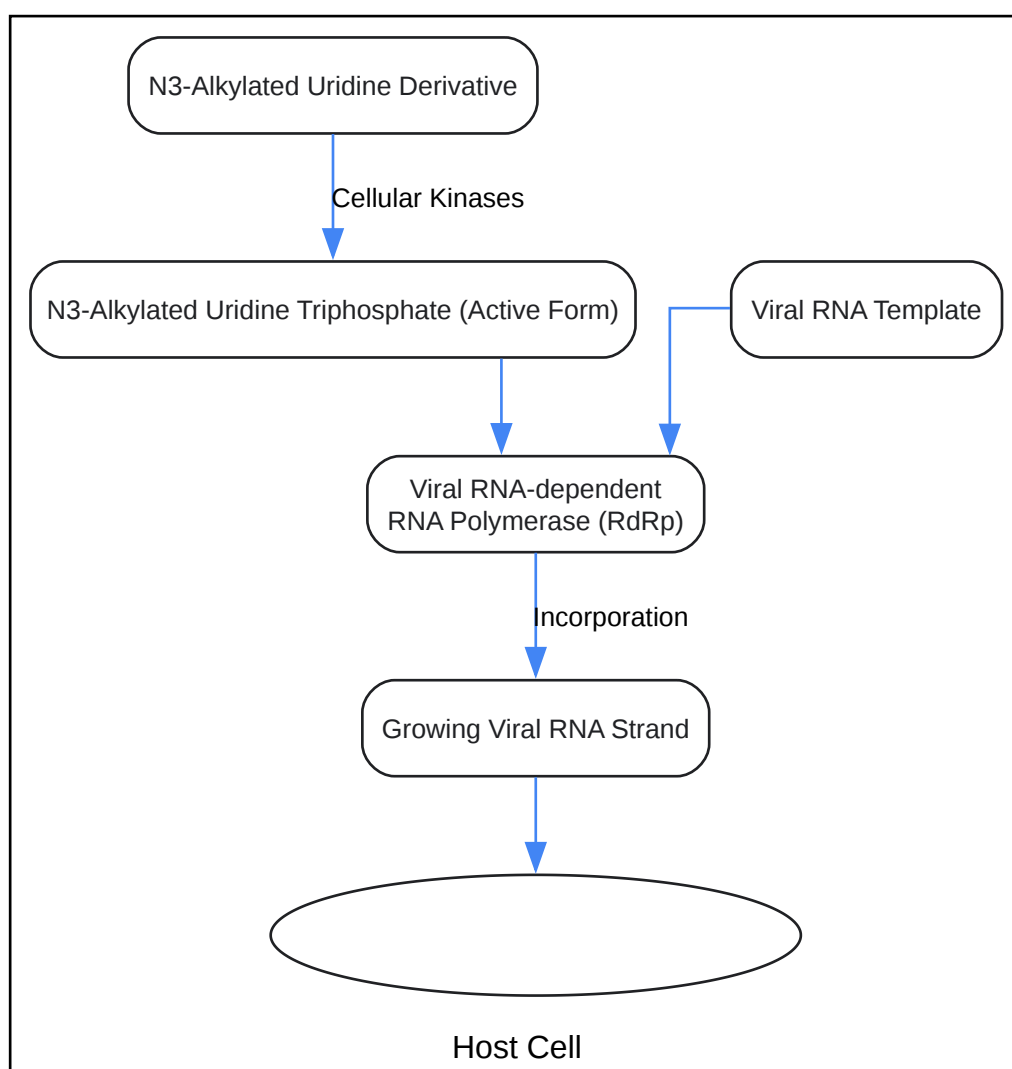 N3-Alkylated Uridine Derivative
Cellular Kinases
N3-Alkylated Uridine Triphosphate (Active Form)
Viral RNA Template
Viral RNA-dependent
RNA Polymerase (RdRp)
Incorporation
Growing Viral RNA Strand
Host Cell